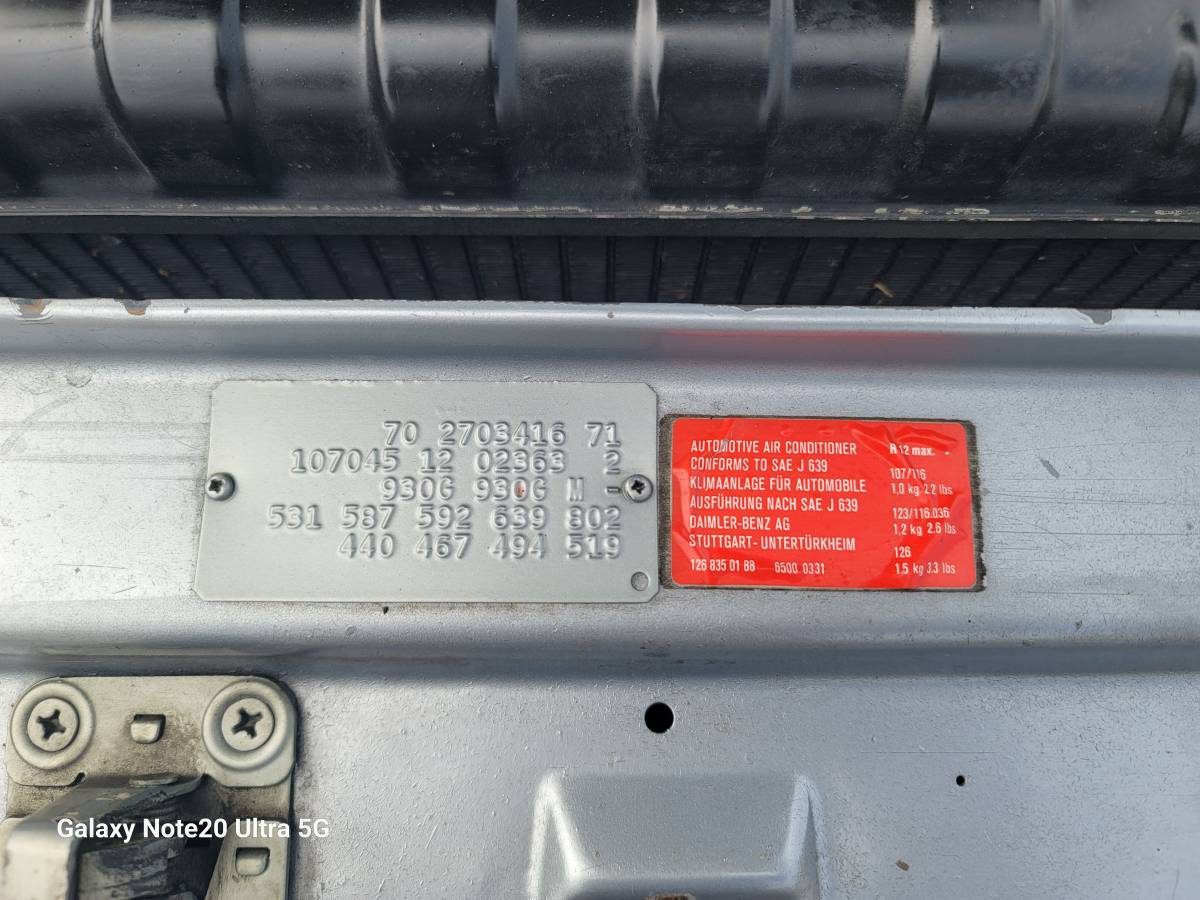 70 2703416 71
107045 12 02363 2
930G 930G M -
531 587 592 639 802
440 467 494 519
AUTOMOTIVE AIR CONDITIONER
CONFORMS TO SAE J 639
KLIMAANLAGE FÜR AUTOMOBILE
AUSFÜHRUNG NACH SAE J 639
DAIMLER-BENZ AG
STUTTGART- UNTERTÜRKHEIM
126 835 01 88 6500 0331
R 12 max.
107/116
1,0 kg 2.2 lbs
123/116.036
1.2 kg 2.6 lbs
126
1,5 kg 3.3 lbs
Galaxy Note20 Ultra 5G